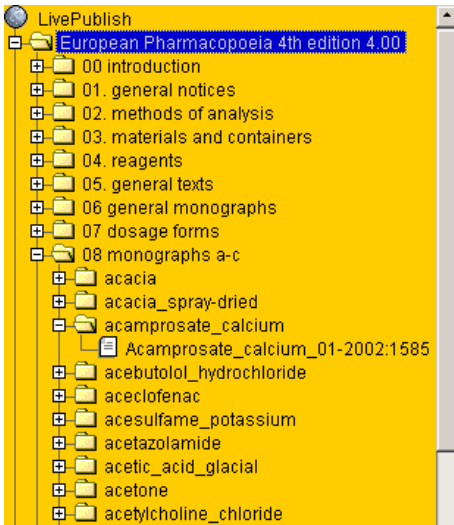 LivePublish
European Pharmacopoeia 4th edition 4.00
00 introduction
01. general notices
02. methods of analysis
03. materials and containers
04. reagents
05. general texts
06 general monographs
07 dosage forms
08 monographs a-c
acacia
acacia_spray-dried
acamprosate_calcium
Acamprosate_calcium_01-2002:1585
acebutolol_hydrochloride
aceclofenac
acesulfame_potassium
acetazolamide
acetic_acid_glacial
acetone
acetylcholine_chloride